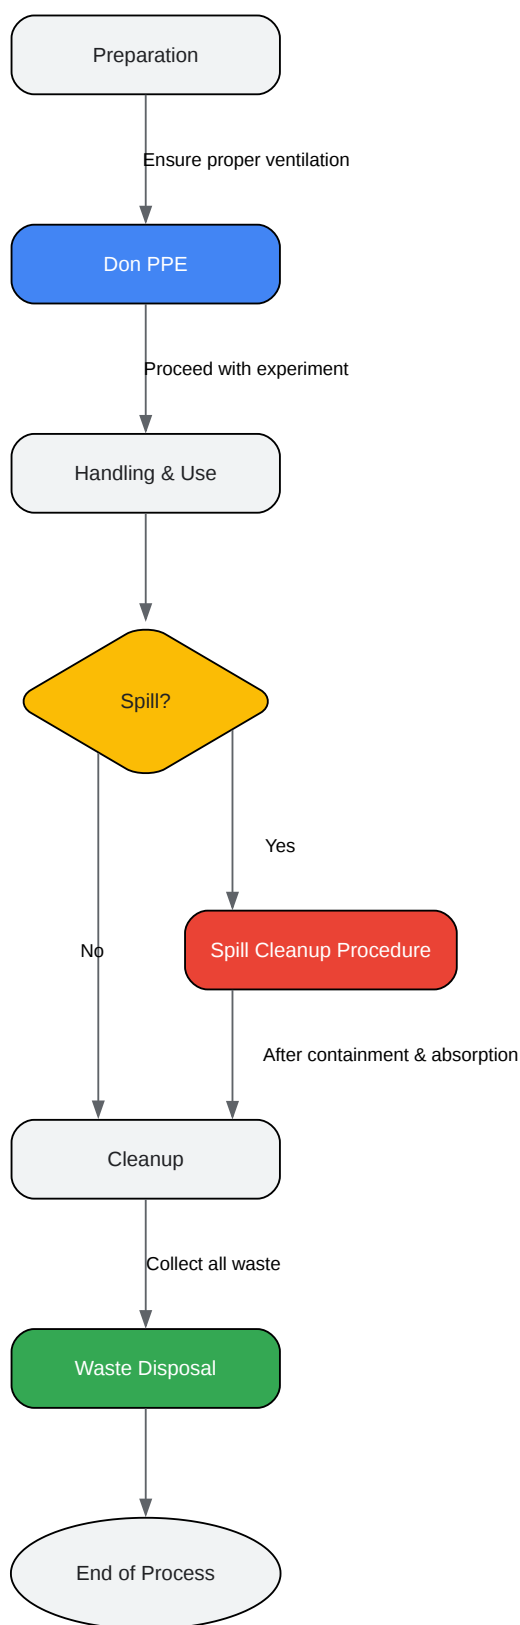 Preparation
Ensure proper ventilation
Don PPE
Proceed with experiment
Handling & Use
Spill?
Yes
No
Spill Cleanup Procedure
After containment & absorption
Cleanup
Collect all waste
Waste Disposal
End of Process